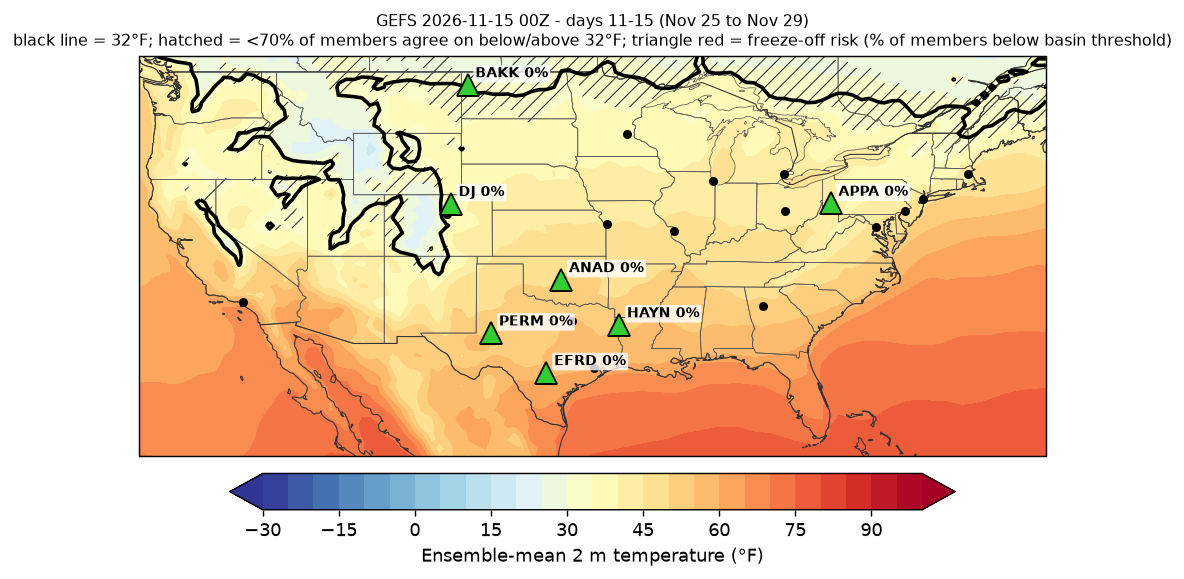 GEFS 2026-11-15 00Z - days 11-15 (Nov 25 to Nov 29)
black line = 32°F; hatched = <70% of members agree on below/above 32°F; triangle red = freeze-off risk (% of members below basin threshold)
BAKK 0%
DJ 0%
APPA 0%
ANAD 0%
HAYN 0%
PERM 0%
EFRD 0%
−30 −15 0 15 30 45 60 75 90
Ensemble-mean 2 m temperature (°F)